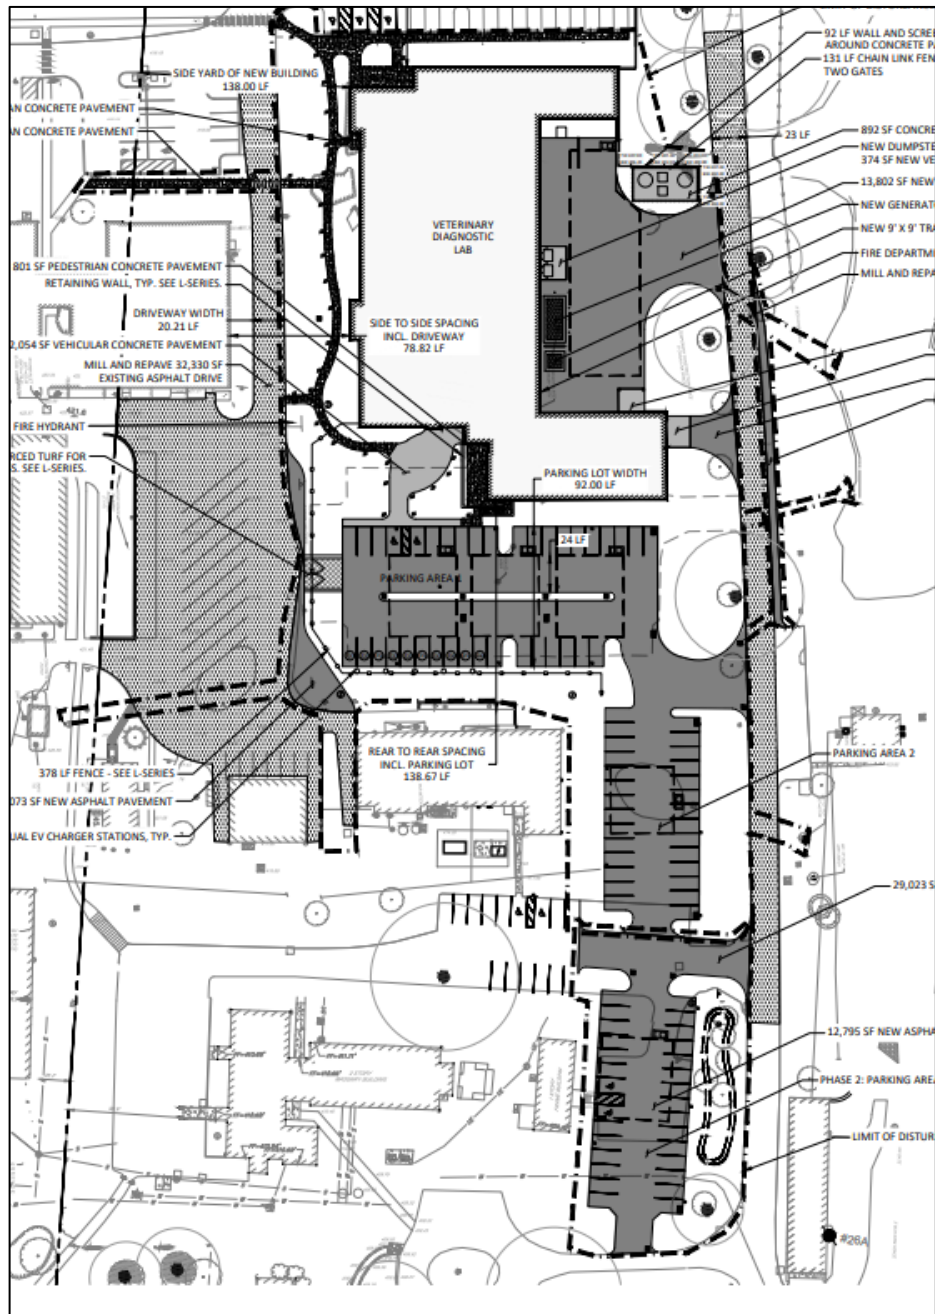 92 LF WALL AND SCREE
AROUND CONCRETE PA
131 LF CHAIN LINK FEN
TWO GATES
SIDE YARD OF NEW BUILDING
138.00 LF
AN CONCRETE PAVEMENT
AN CONCRETE PAVEMENT
23 LF
892 SF CONCRE
NEW DUMPSTE
374 SF NEW VE
13,802 SF NEW
NEW GENERAT
NEW 9' X 9' TRA
FIRE DEPARTME
MILL AND REPA
VETERINARY
DIAGNOSTIC
LAB
801 SF PEDESTRIAN CONCRETE PAVEMENT
RETAINING WALL, TYP. SEE L-SERIES.
DRIVEWAY WIDTH
20.21 LF
2,054 SF VEHICULAR CONCRETE PAVEMENT
MILL AND REPAVE 32,330 SF
EXISTING ASPHALT DRIVE
SIDE TO SIDE SPACING
INCL. DRIVEWAY
78.82 LF
FIRE HYDRANT
RCED TURF FOR
S. SEE L-SERIES.
PARKING LOT WIDTH
92.00 LF
24 LF
PARKING AREA 1
REAR TO REAR SPACING
INCL. PARKING LOT
138.67 LF
378 LF FENCE - SEE L-SERIES
073 SF NEW ASPHALT PAVEMENT
UAL EV CHARGER STATIONS, TYP.
PARKING AREA 2
29,023 S
12,795 SF NEW ASPHA
PHASE 2: PARKING AREA
LIMIT OF DISTUR
2 STORY
MASONRY BUILDING
#26A